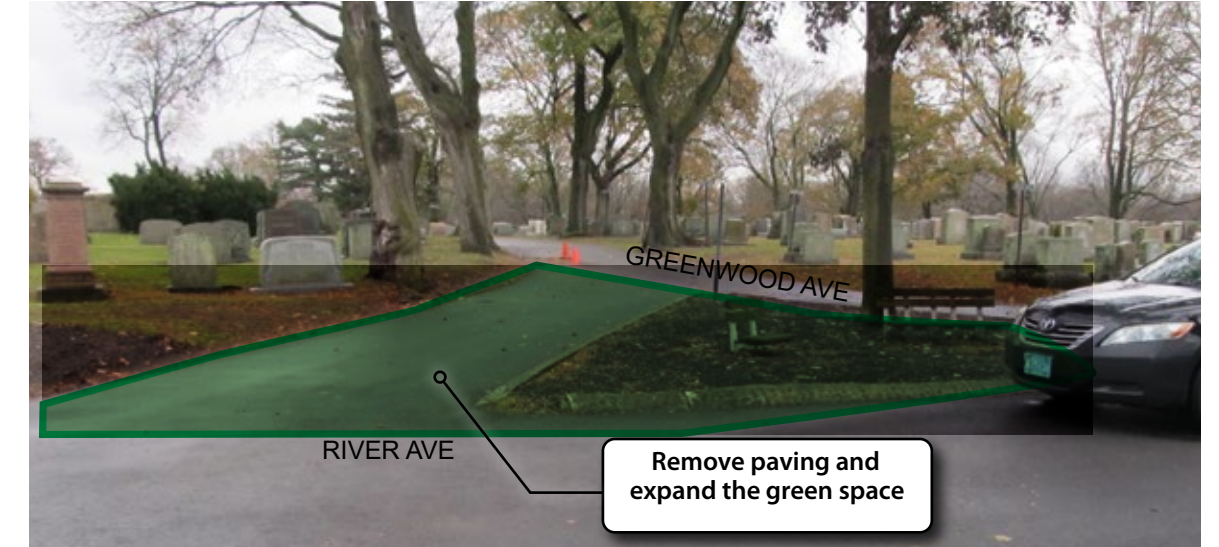 GREENWOOD AVE
RIVER AVE
Remove paving and
expand the green space